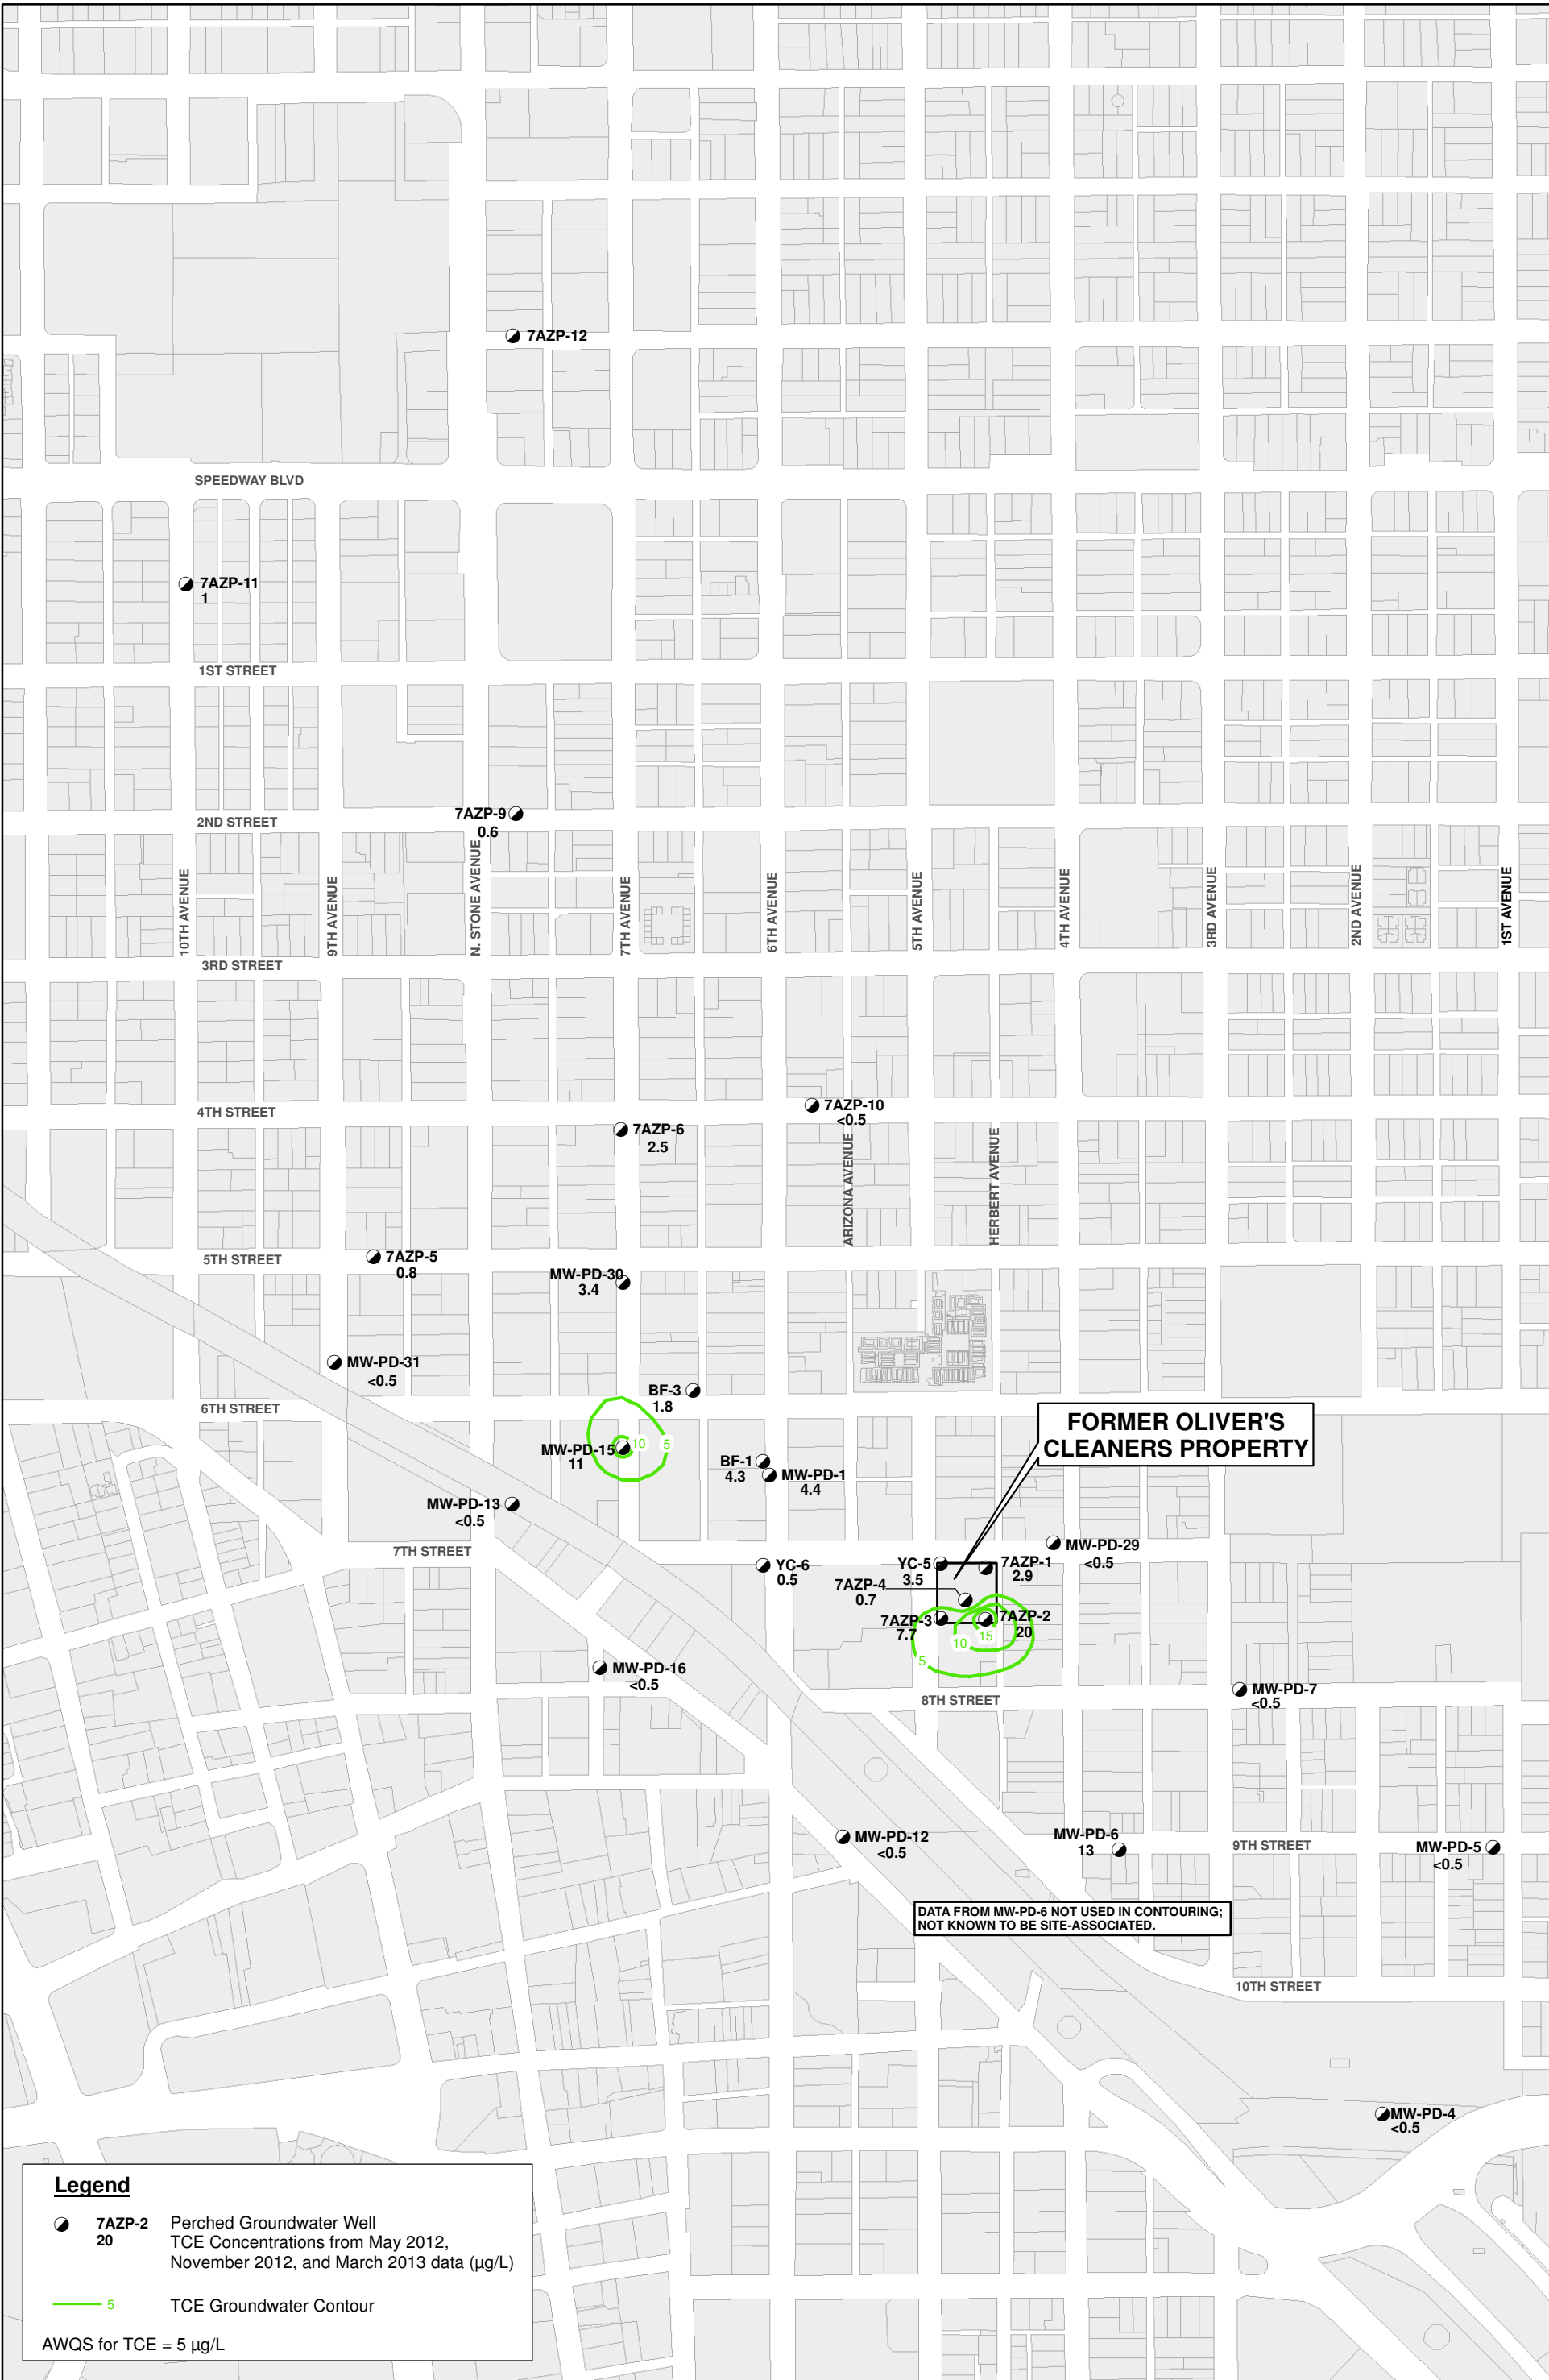 7AZP-12
SPEEDWAY BLVD
7AZP-11
1
1ST STREET
7AZP-9
0.6
2ND STREET
10TH AVENUE
9TH AVENUE
N. STONE AVENUE
7TH AVENUE
6TH AVENUE
5TH AVENUE
4TH AVENUE
3RD AVENUE
2ND AVENUE
1ST AVENUE
3RD STREET
7AZP-10
<0.5
4TH STREET
7AZP-6
2.5
ARIZONA AVENUE
HERBERT AVENUE
7AZP-5
0.8
5TH STREET
MW-PD-30
3.4
MW-PD-31
<0.5
BF-3
1.8
6TH STREET
FORMER OLIVER'S
CLEANERS PROPERTY
MW-PD-15
11
10
5
BF-1
4.3
MW-PD-1
4.4
MW-PD-13
<0.5
7TH STREET
MW-PD-29
<0.5
YC-6
0.5
YC-5
3.5
7AZP-1
2.9
7AZP-4
0.7
7AZP-3
7.7
7AZP-2
20
15
10
5
MW-PD-16
<0.5
8TH STREET
MW-PD-7
<0.5
MW-PD-12
<0.5
MW-PD-6
13
9TH STREET
MW-PD-5
<0.5
DATA FROM MW-PD-6 NOT USED IN CONTOURING;
NOT KNOWN TO BE SITE-ASSOCIATED.
10TH STREET
MW-PD-4
<0.5
Legend
7AZP-2 Perched Groundwater Well
20 TCE Concentrations from May 2012,
November 2012, and March 2013 data (µg/L)
5 TCE Groundwater Contour
AWQS for TCE = 5 µg/L